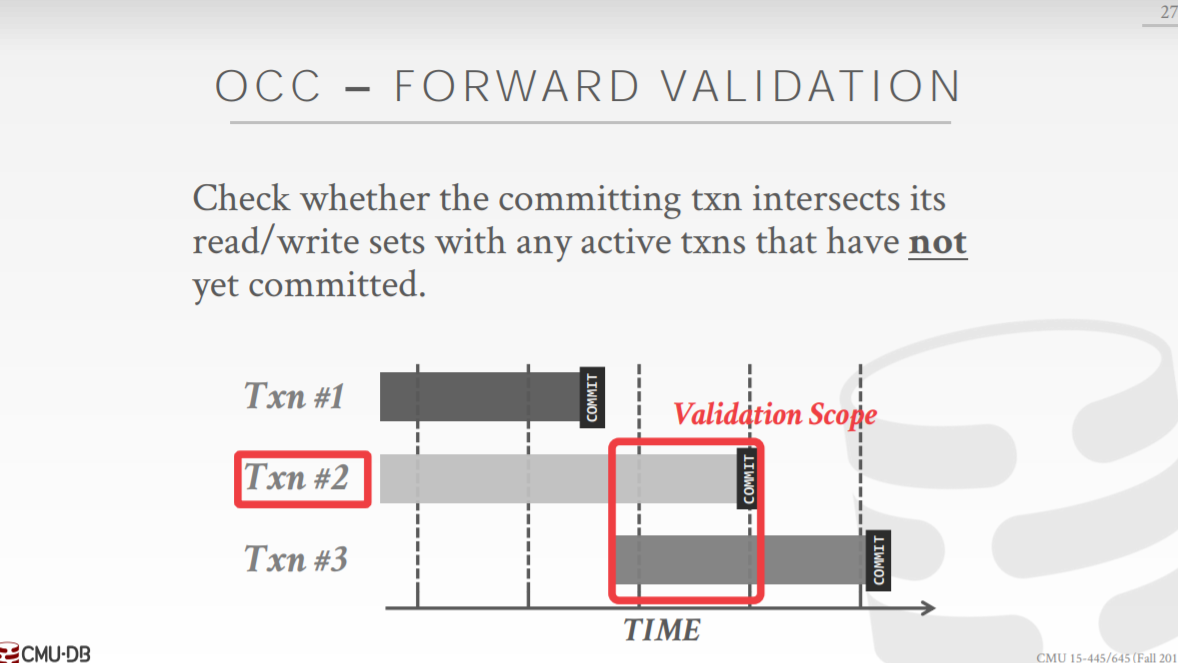 27
OCC – FORWARD VALIDATION
Check whether the committing txn intersects its
read/write sets with any active txns that have not
yet committed.
Txn #1
COMMIT
Validation Scope
Txn #2
COMMIT
Txn #3
COMMIT
TIME
CMU·DB
CMU 15-445/645 (Fall 201